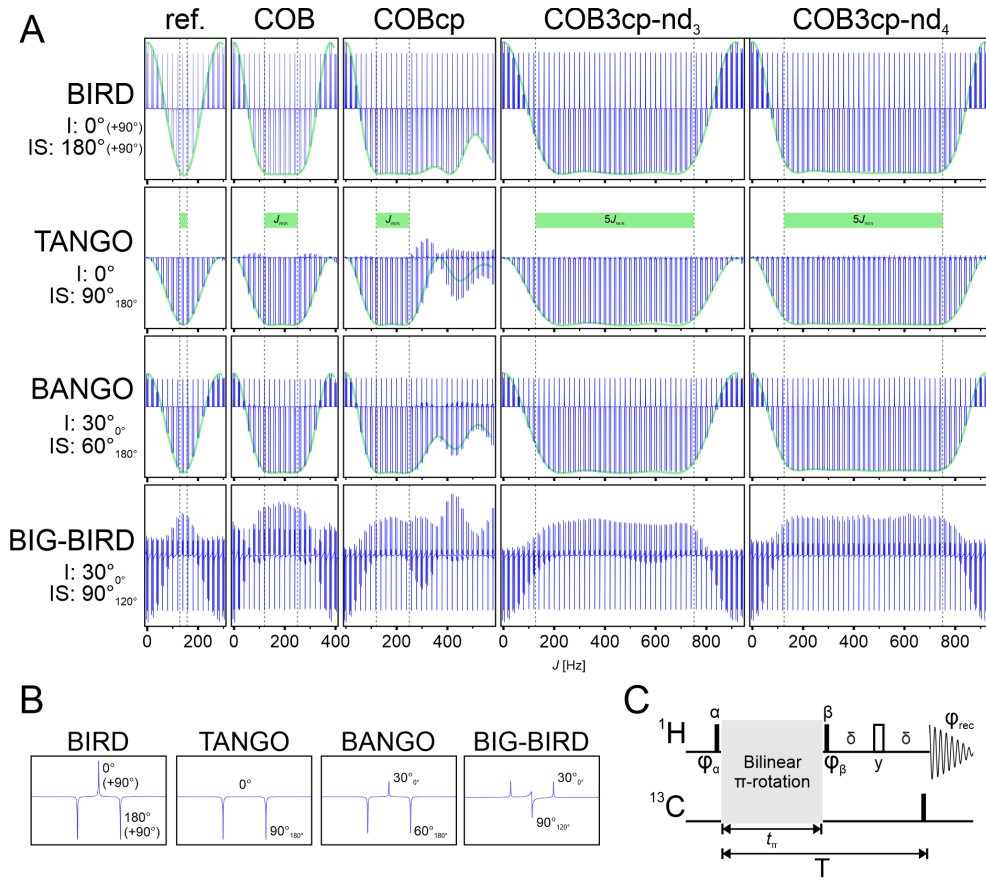 A
ref. COB COBcp COB3cp-nd₃ COB3cp-nd₄
BIRD
I: 0°(+90°)
IS: 180°(+90°)
TANGO
I: 0°
IS: 90°180°
Jmin Jmin 5Jmin 5Jmin
BANGO
I: 30°0°
IS: 60°180°
BIG-BIRD
I: 30°0°
IS: 90°120°
0 200 0 200 400 0 200 400 0 200 400 600 800 0 200 400 600 800
J [Hz]
B
BIRD TANGO BANGO BIG-BIRD
0°
(+90°)
180°
(+90°)
0°
90°180°
30°0°
60°180°
30°0°
90°120°
C
¹H
α β δ δ φrec
φα φβ y
Bilinear
π-rotation
¹³C
tπ
T